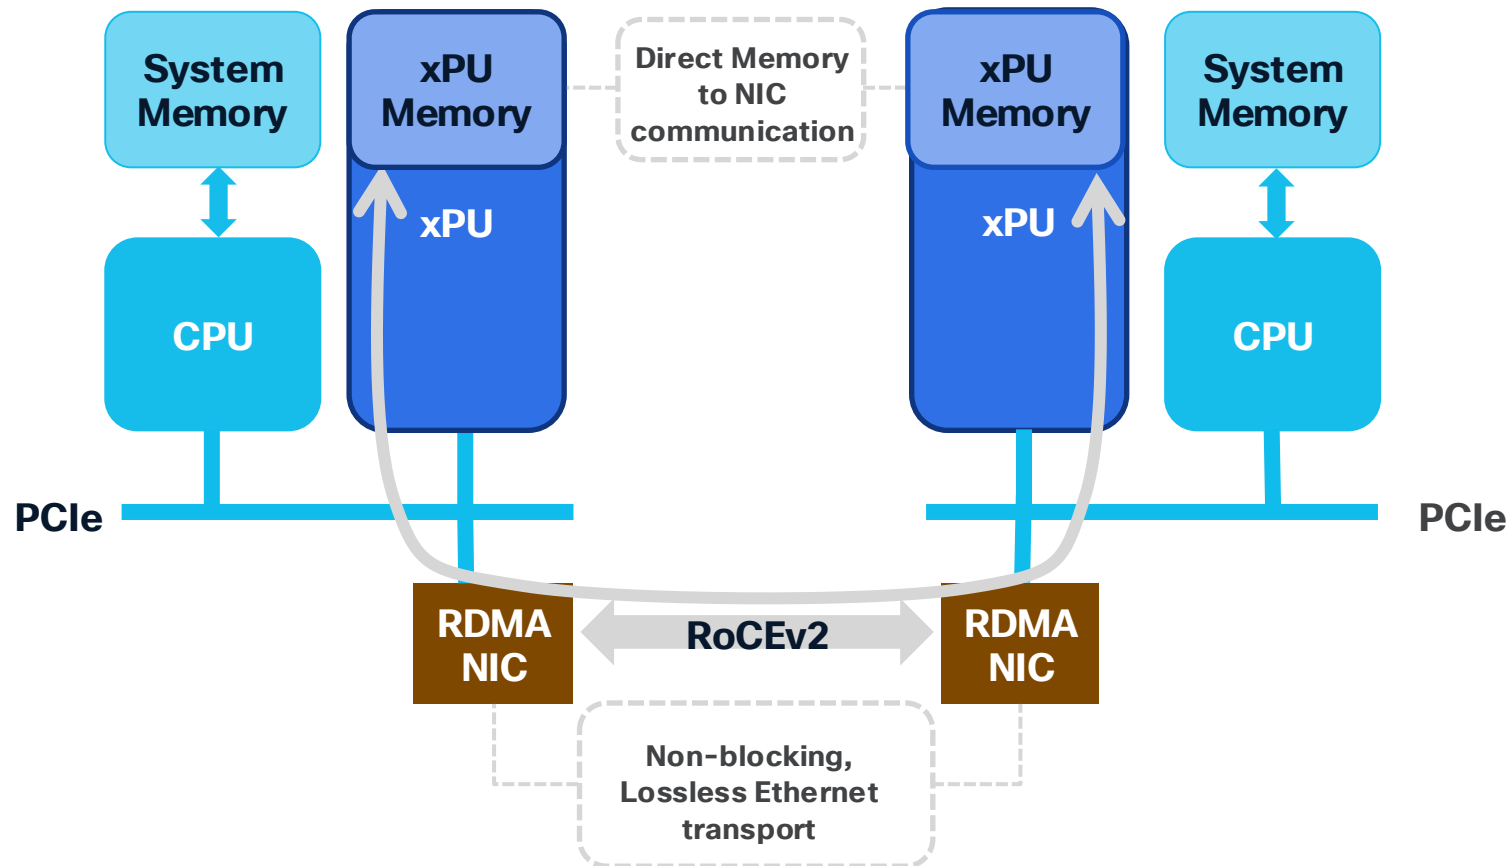 System
Memory
xPU
Memory
Direct Memory
to NIC
communication
xPU
Memory
System
Memory
xPU
xPU
CPU
CPU
PCIe
PCIe
RDMA
NIC
RoCEv2
RDMA
NIC
Non-blocking,
Lossless Ethernet
transport